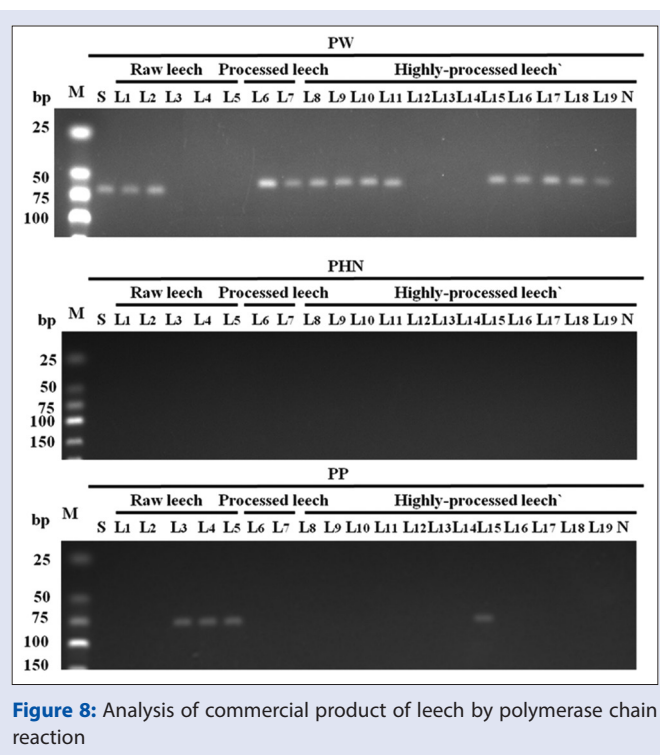 PW
Raw leech Processed leech Highly-processed leech`
bp M S L1 L2 L3 L4 L5 L6 L7 L8 L9 L10 L11 L12 L13 L14 L15 L16 L17 L18 L19 N
25
50
75
100
PHN
Raw leech Processed leech Highly-processed leech`
bp M S L1 L2 L3 L4 L5 L6 L7 L8 L9 L10 L11 L12 L13 L14 L15 L16 L17 L18 L19 N
25
50
75
100
150
PP
Raw leech Processed leech Highly-processed leech`
bp M S L1 L2 L3 L4 L5 L6 L7 L8 L9 L10 L11 L12 L13 L14 L15 L16 L17 L18 L19 N
25
50
75
100
150
Figure 8: Analysis of commercial product of leech by polymerase chain
reaction